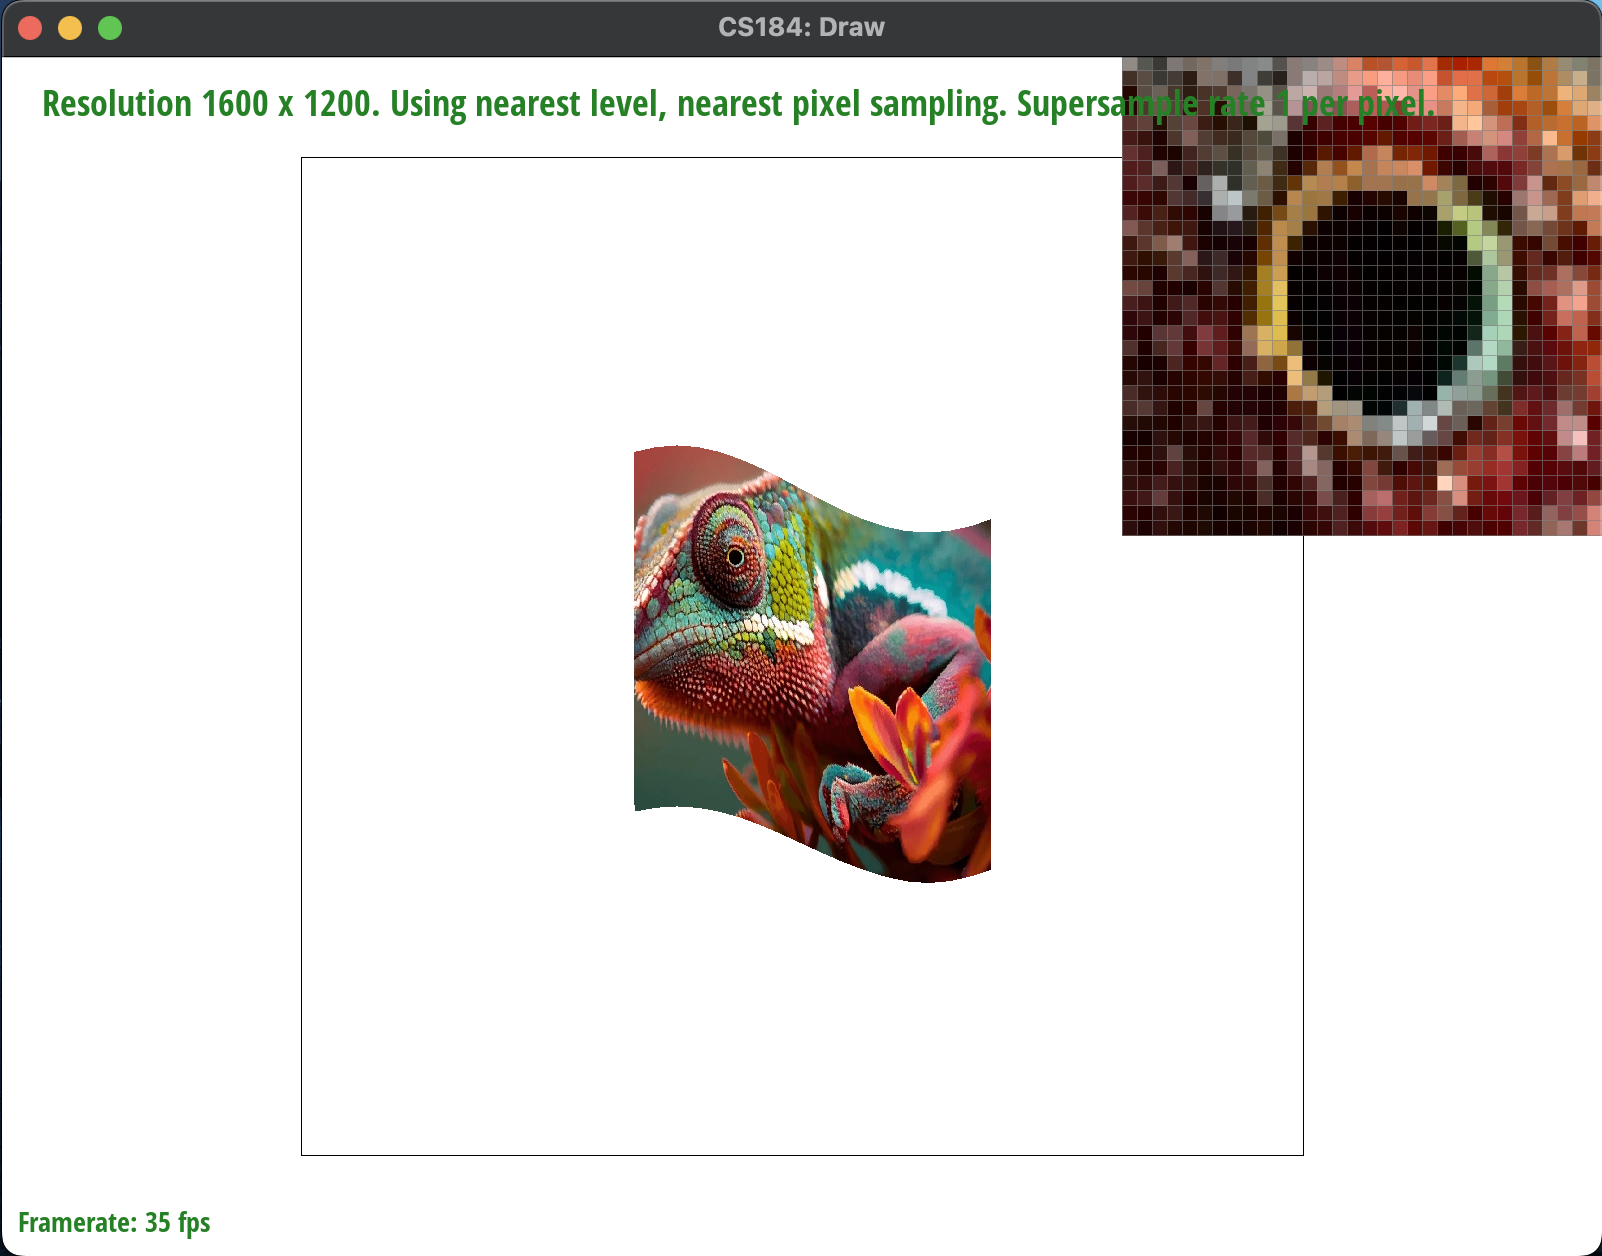 CS184: Draw
Resolution 1600 x 1200. Using nearest level, nearest pixel sampling. Supersample rate 1 per pixel.
Framerate: 35 fps